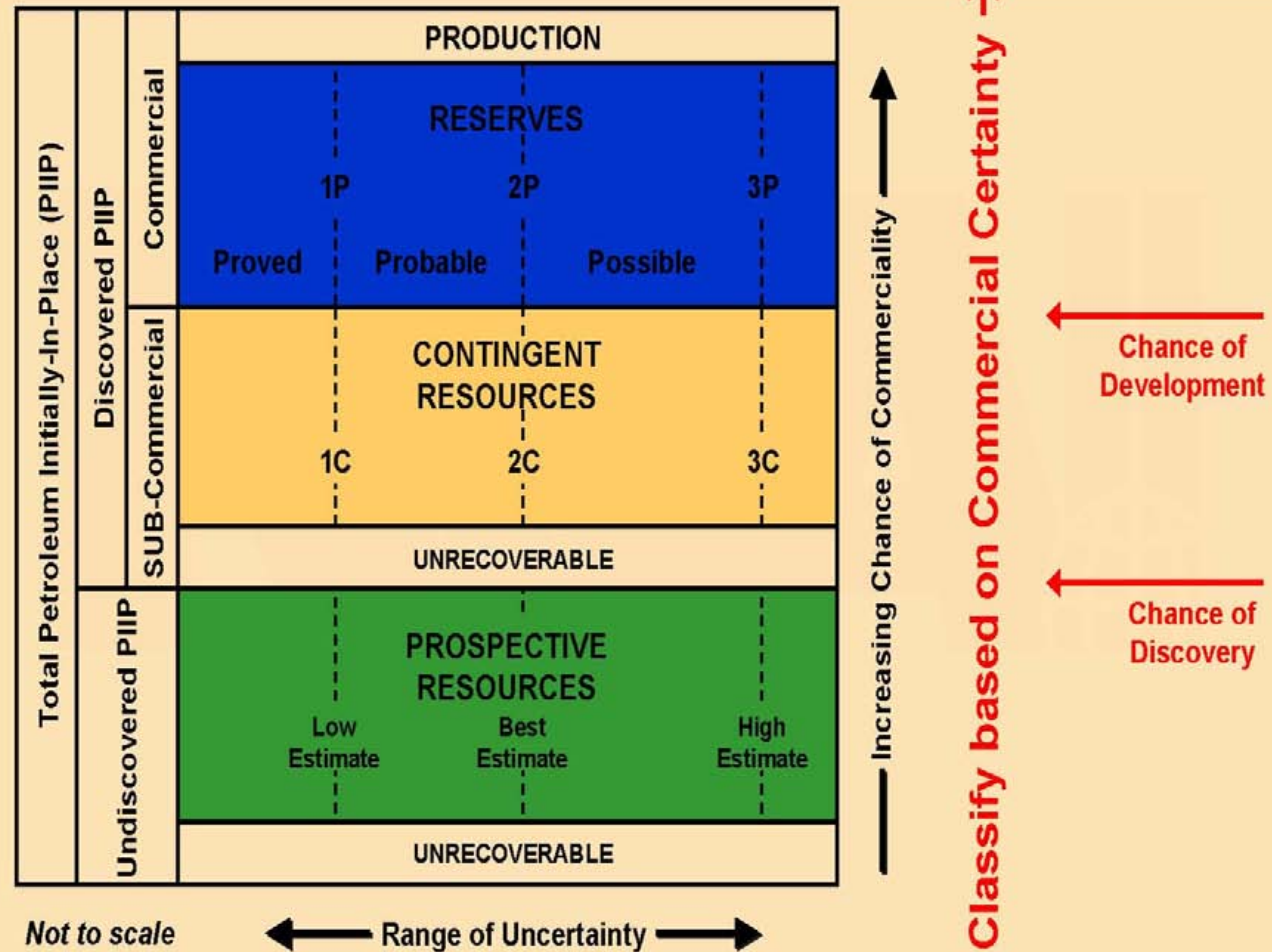 Total Petroleum Initially-In-Place (PIIP)
Discovered PIIP
Undiscovered PIIP
Commercial
SUB-Commercial
PRODUCTION
RESERVES
1P 2P 3P
Proved Probable Possible
CONTINGENT
RESOURCES
1C 2C 3C
UNRECOVERABLE
PROSPECTIVE
RESOURCES
Low Best High
Estimate Estimate Estimate
UNRECOVERABLE
Not to scale
Range of Uncertainty
Increasing Chance of Commerciality
Classify based on Commercial Certainty
Chance of
Development
Chance of
Discovery